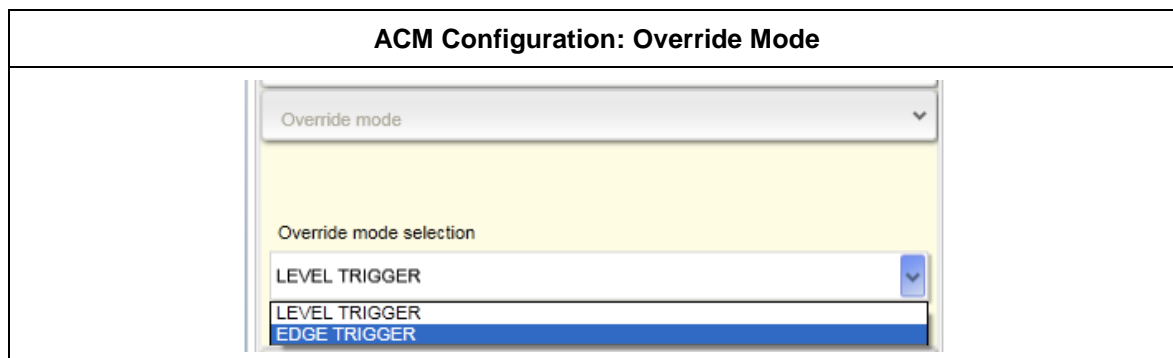 ACM Configuration: Override Mode
Override mode
Override mode selection
LEVEL TRIGGER
LEVEL TRIGGER
EDGE TRIGGER